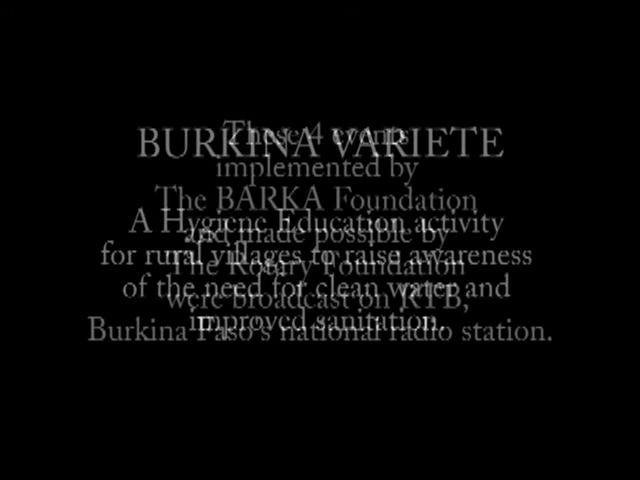 BURKINA VARIETE
A Hygiene Education activity
for rural villages to raise awareness
of the need for clean water and
improved sanitation.
These 4 events
implemented by
The BARKA Foundation
and made possible by
The Rotary Foundation
were broadcast on RTB,
Burkina Faso's national radio station.